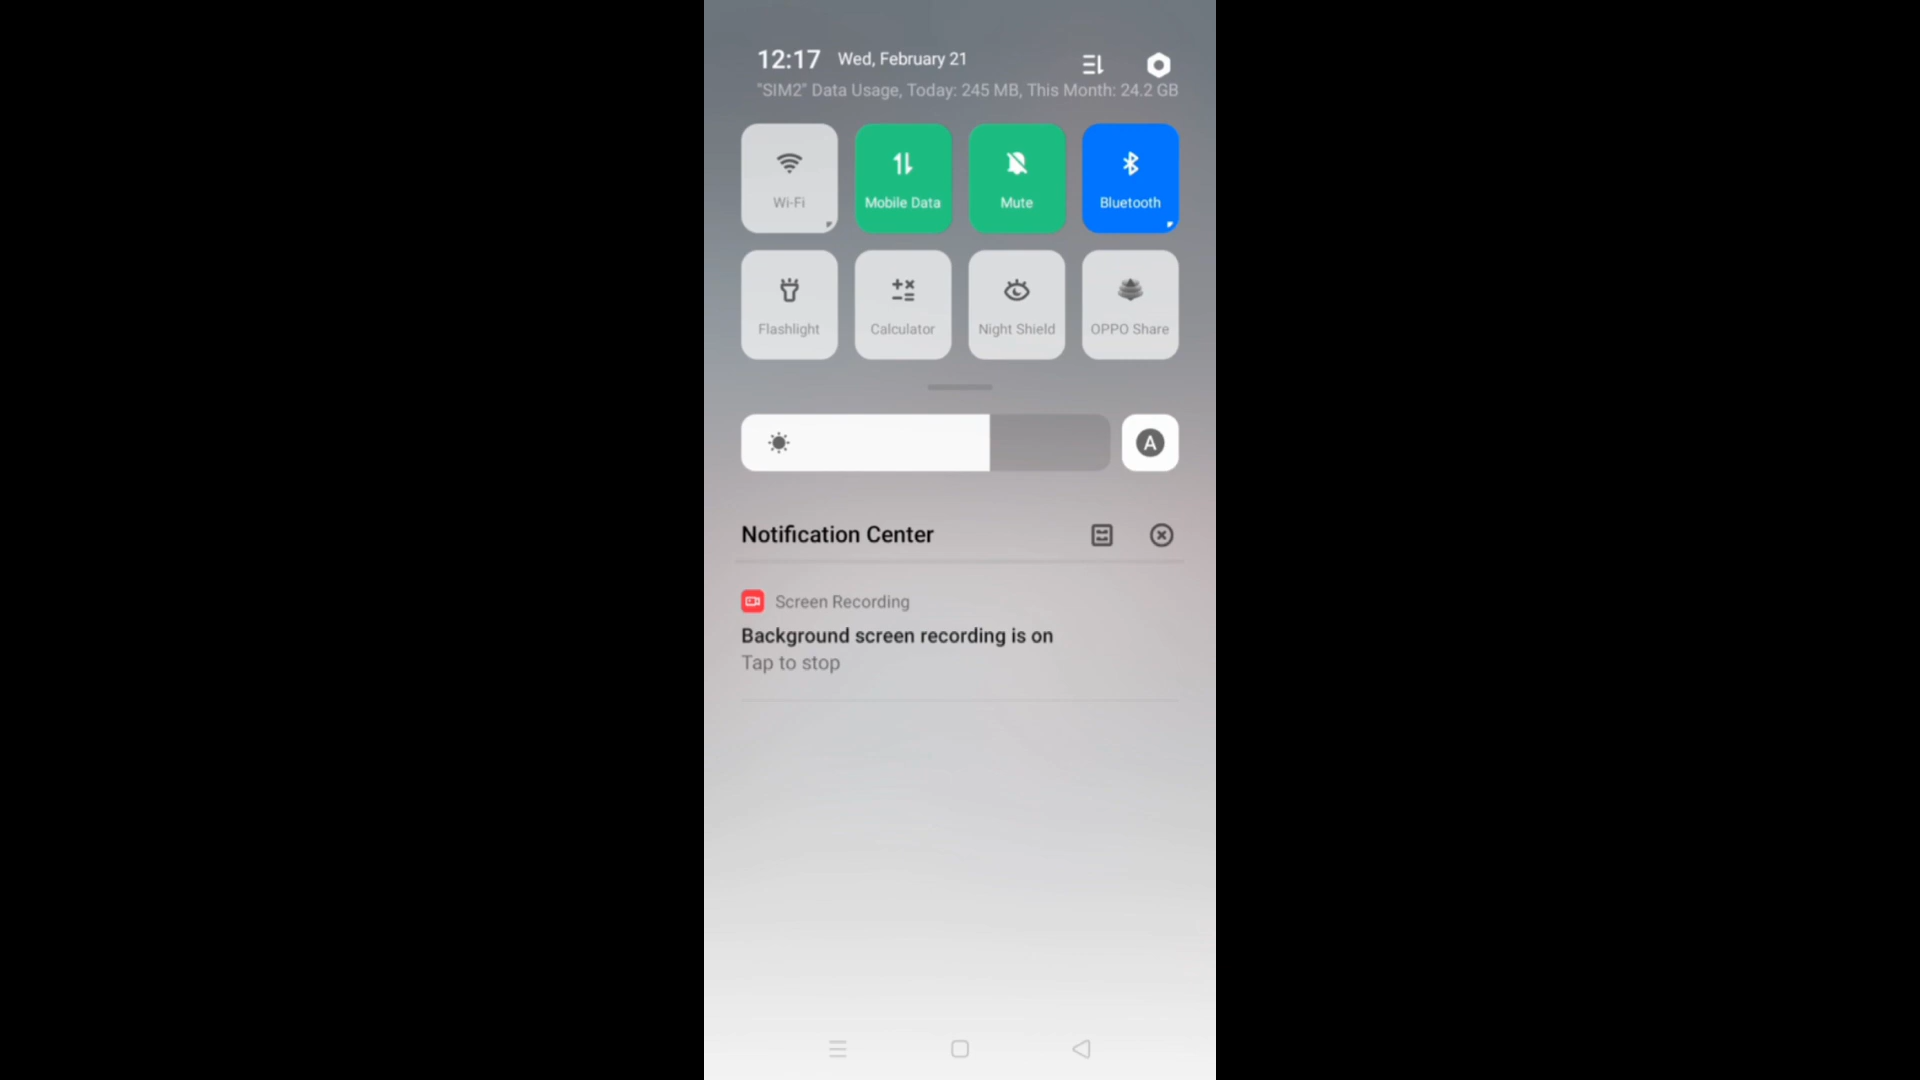 12:17 Wed, February 21
"SIM2" Data Usage, Today: 245 MB, This Month: 24.2 GB
Wi-Fi Mobile Data Mute Bluetooth
Flashlight Calculator Night Shield OPPO Share
A
Notification Center
Screen Recording
Background screen recording is on
Tap to stop